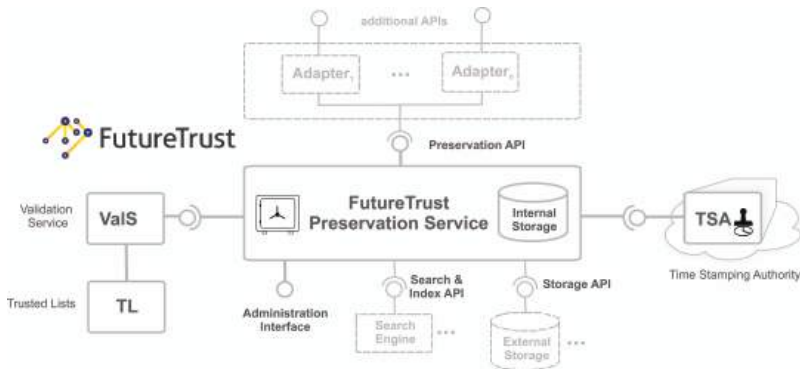 additional APIs
Adapter1 ... Adaptern
FutureTrust
Preservation API
Validation
Service
ValS
FutureTrust
Preservation Service
Internal
Storage
TSA
Time Stamping Authority
Trusted Lists
TL
Administration
Interface
Search &
Index API
Search
Engine
...
Storage API
External
Storage
...